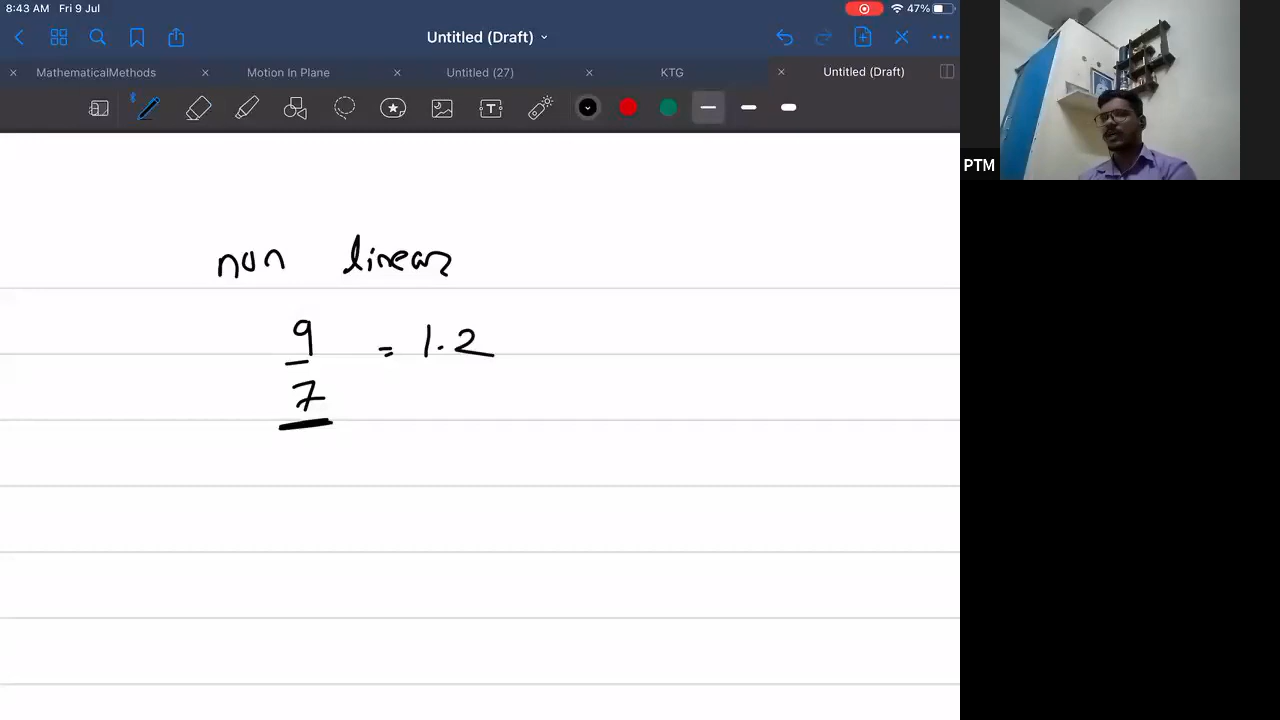 8:43 AM Fri 9 Jul 47%
Untitled (Draft)
MathematicalMethods Motion In Plane Untitled (27) KTG Untitled (Draft)
T
PTM
non linear
9
7 = 1.2